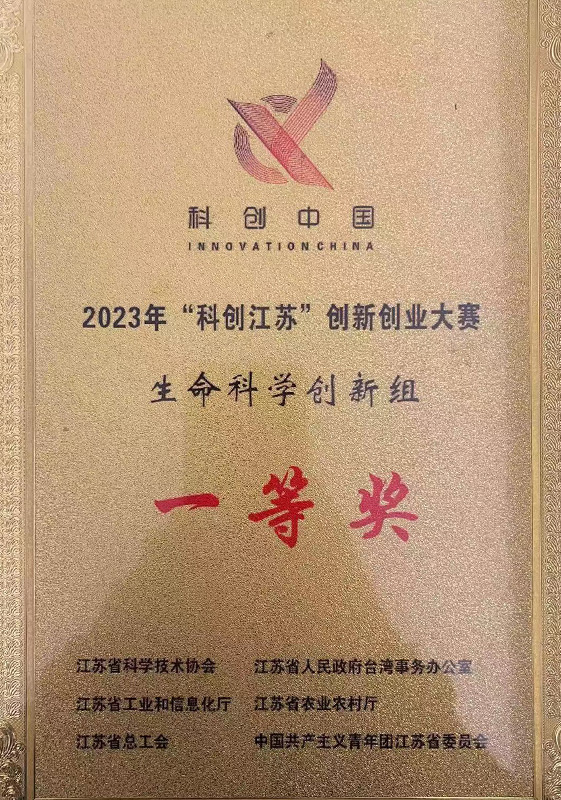 科创中国
INNOVATION CHINA
2023年“科创江苏”创新创业大赛
生命科学创新组
一等奖
江苏省科学技术协会 江苏省人民政府台湾事务办公室
江苏省工业和信息化厅 江苏省农业农村厅
江苏省总工会 中国共产主义青年团江苏省委员会